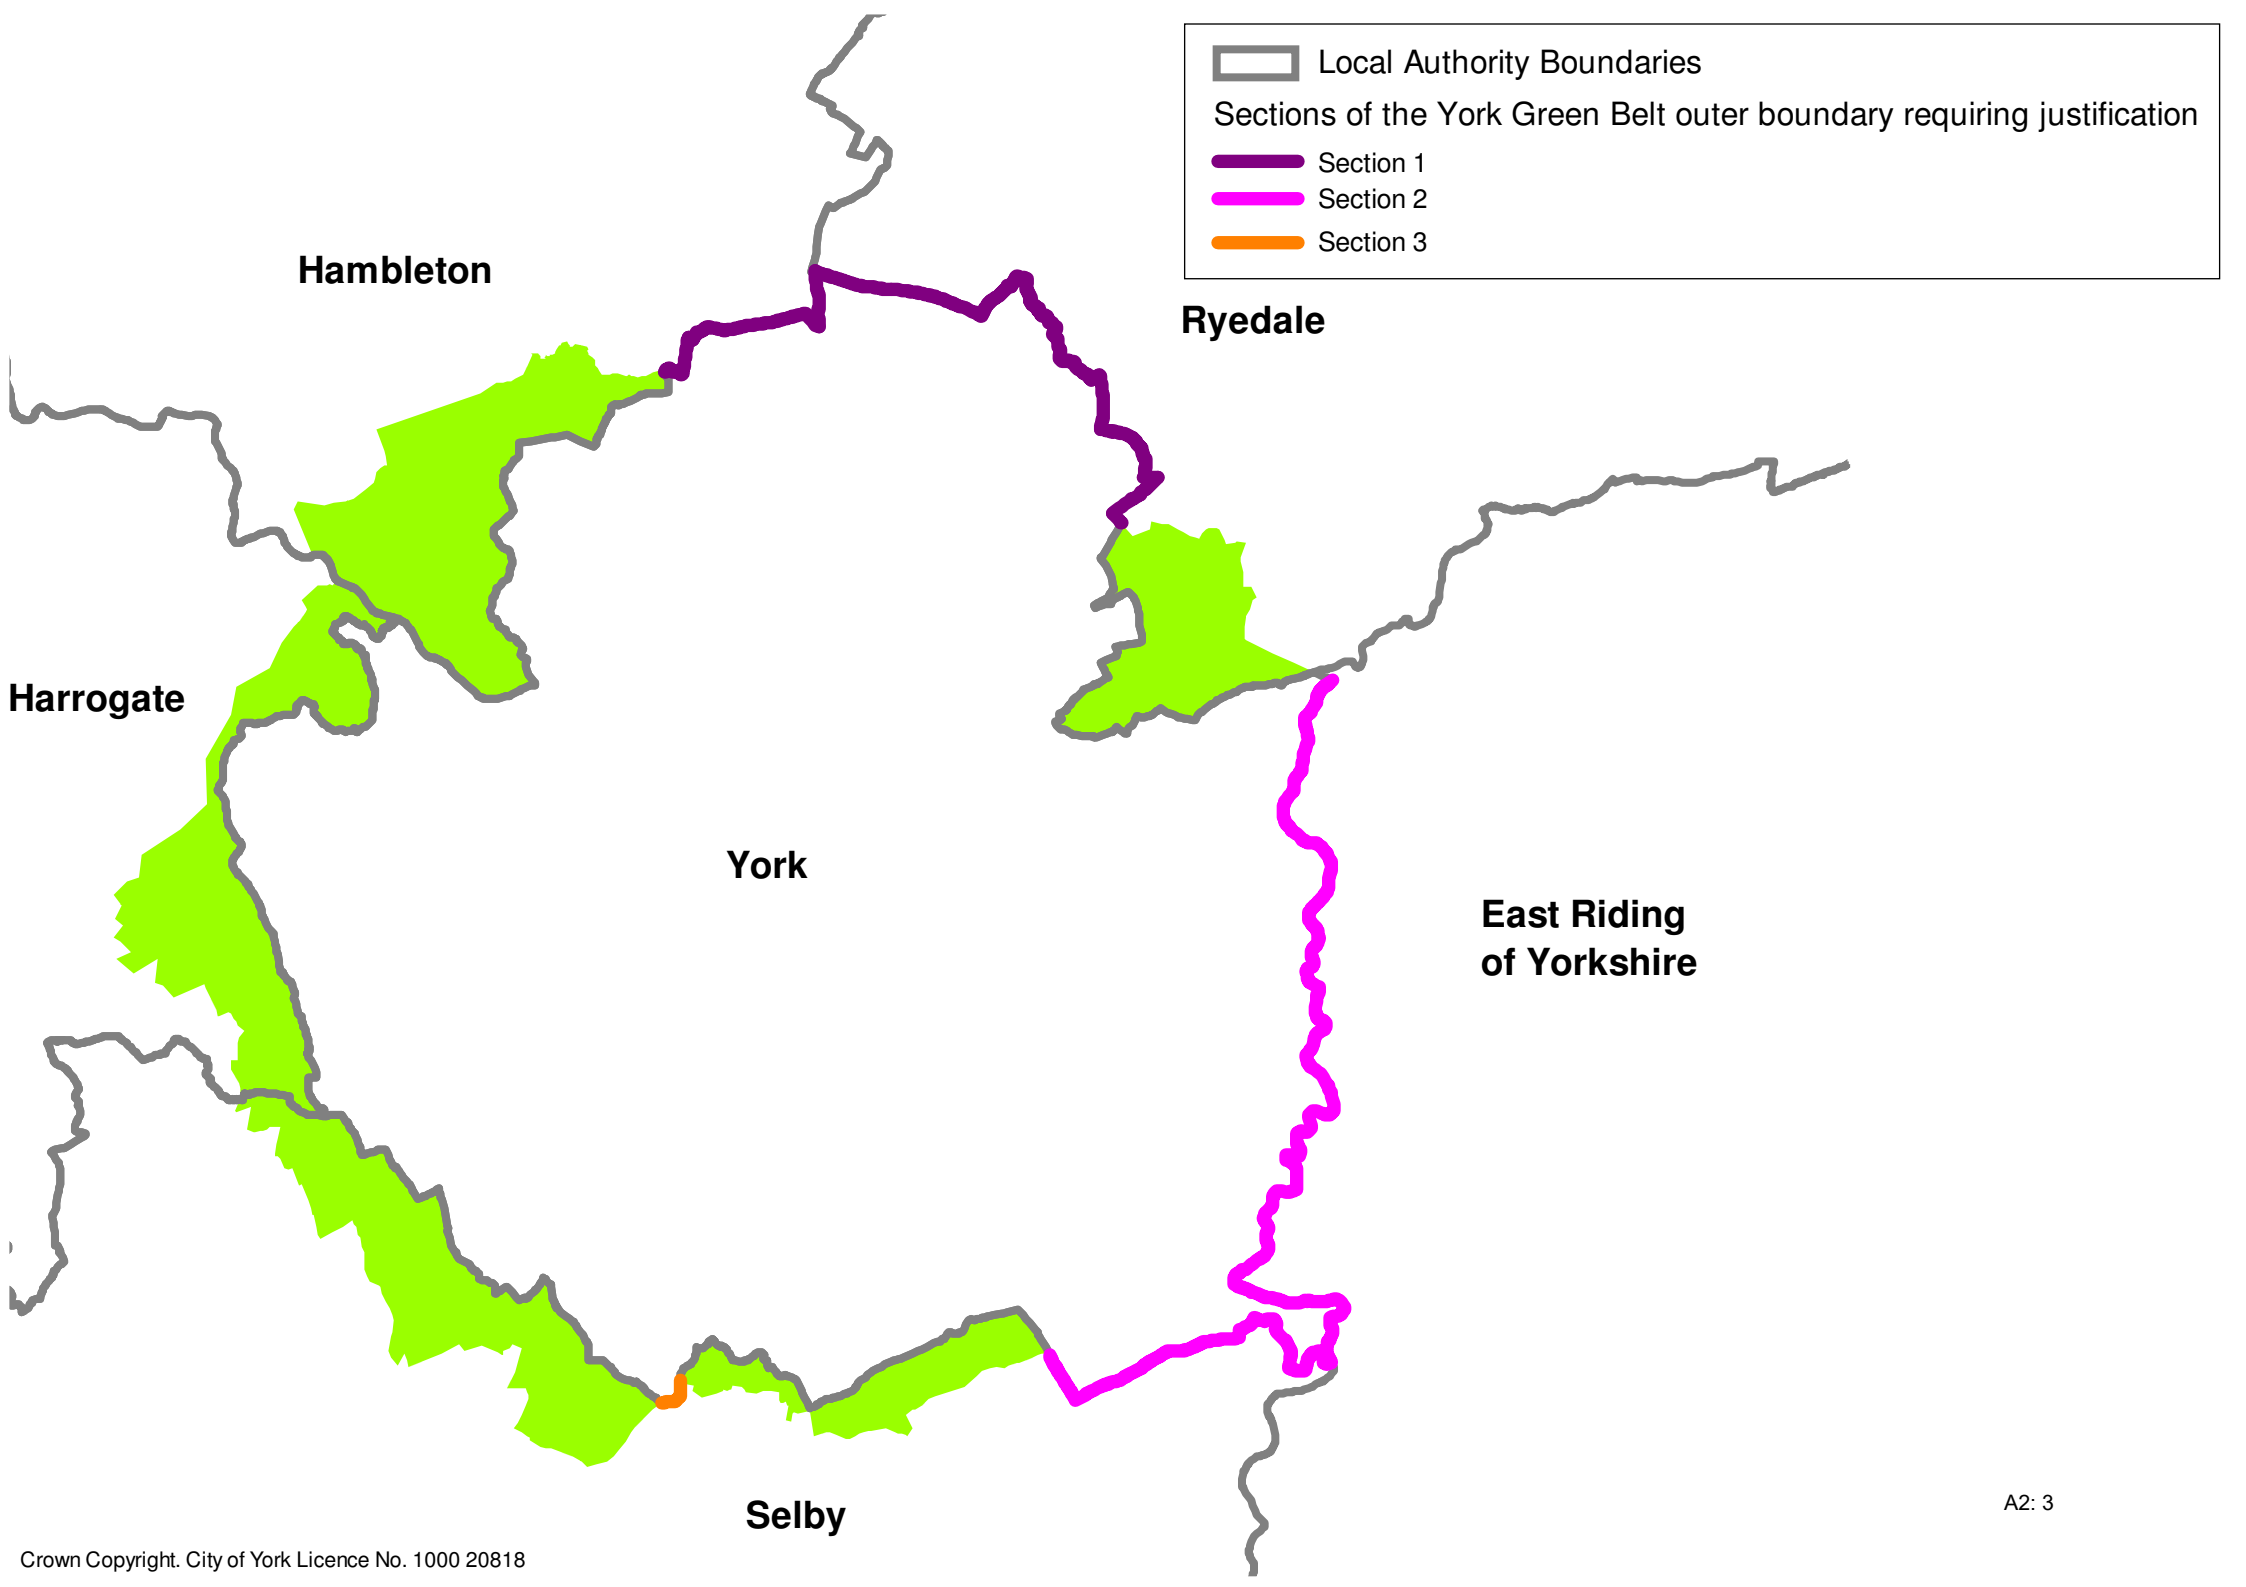 Local Authority Boundaries
Sections of the York Green Belt outer boundary requiring justification
Section 1
Section 2
Section 3
Hambleton
Ryedale
Harrogate
York
East Riding
of Yorkshire
Selby
A2: 3
Crown Copyright. City of York Licence No. 1000 20818